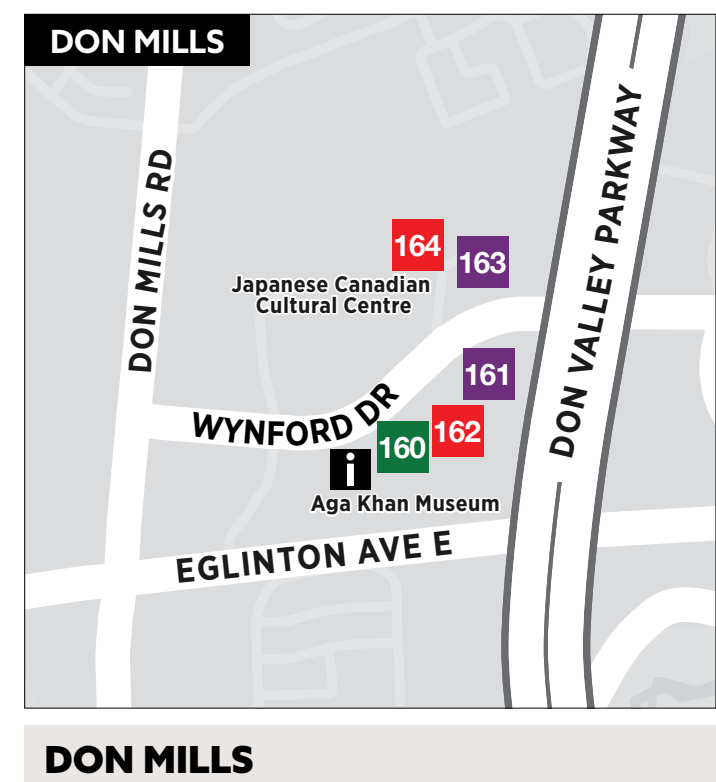 DON MILLS
DON MILLS RD
DON VALLEY PARKWAY
164
163
Japanese Canadian
Cultural Centre
161
WYNFORD DR
162
160
i
Aga Khan Museum
EGLINTON AVE E
DON MILLS